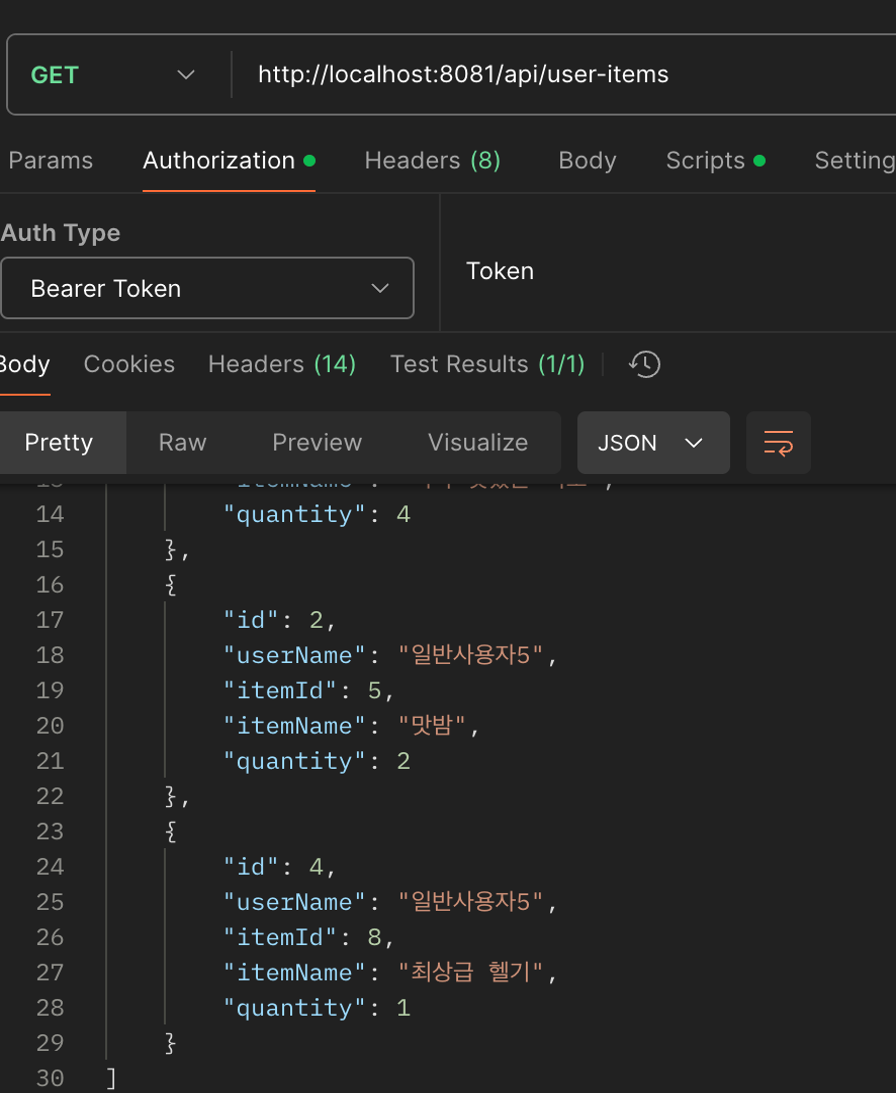 GET http://localhost:8081/api/user-items
Params Authorization Headers (8) Body Scripts Setting
Auth Type
Bearer Token
Token
Body Cookies Headers (14) Test Results (1/1)
Pretty Raw Preview Visualize JSON
14 "quantity": 4
15 },
16 {
17 "id": 2,
18 "userName": "일반사용자5",
19 "itemId": 5,
20 "itemName": "맛밤",
21 "quantity": 2
22 },
23 {
24 "id": 4,
25 "userName": "일반사용자5",
26 "itemId": 8,
27 "itemName": "최상급 헬기",
28 "quantity": 1
29 }
30 ]